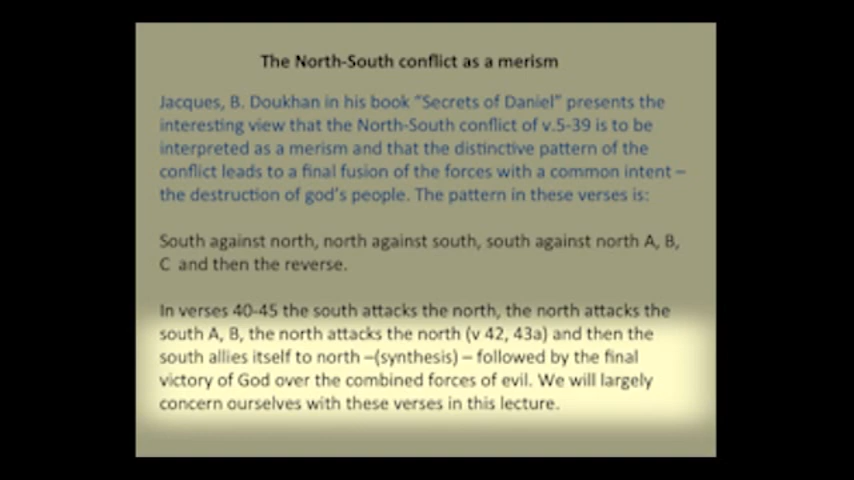 The North-South conflict as a merism
Jacques, B. Doukhan in his book “Secrets of Daniel” presents the
interesting view that the North-South conflict of v.5-39 is to be
interpreted as a merism and that the distinctive pattern of the
conflict leads to a final fusion of the forces with a common intent –
the destruction of god’s people. The pattern in these verses is:
South against north, north against south, south against north A, B,
C and then the reverse.
In verses 40-45 the south attacks the north, the north attacks the
south A, B, the north attacks the north (v 42, 43a) and then the
south allies itself to north –(synthesis) – followed by the final
victory of God over the combined forces of evil. We will largely
concern ourselves with these verses in this lecture.